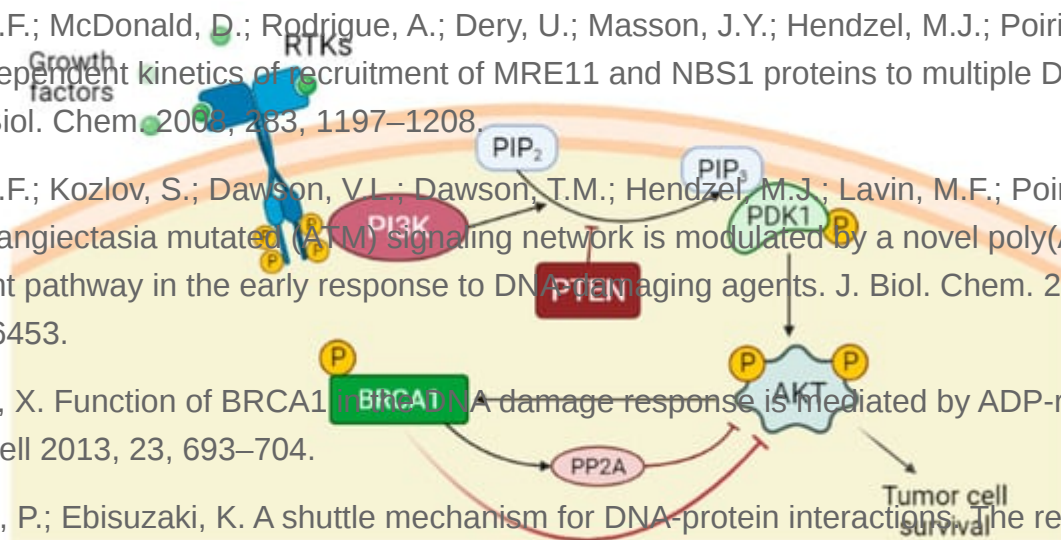 .F.; McDonald, D.; Rodrigue, A.; Dery, U.; Masson, J.Y.; Hendzel, M.J.; Poiri
RTKs
Growth
factors
ependent kinetics of recruitment of MRE11 and NBS1 proteins to multiple D
Biol. Chem. 2008, 283, 1197–1208.
PIP₂
PIP₃
.F.; Kozlov, S.; Dawson, V.L.; Dawson, T.M.; Hendzel, M.J.; Lavin, M.F.; Poir
PI3K
PDK1
P
P
P
P
P
angiectasia mutated (ATM) signaling network is modulated by a novel poly(A
PTEN
nt pathway in the early response to DNA-damaging agents. J. Biol. Chem. 2
6453.
P
P
P
BRCA1
AKT
, X. Function of BRCA1 in the DNA damage response is mediated by ADP-r
ell 2013, 23, 693–704.
PP2A
Tumor cell
survival
, P.; Ebisuzaki, K. A shuttle mechanism for DNA-protein interactions. The re